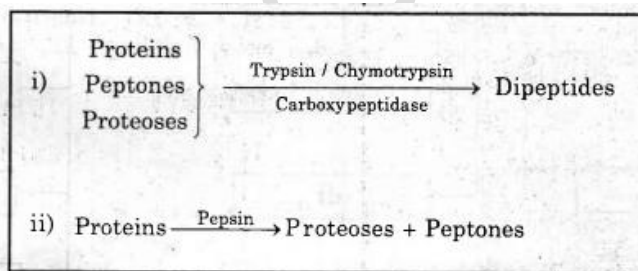 Proteins
i) Peptones
Proteoses
Trypsin / Chymotrypsin
Carboxypeptidase
Dipeptides
ii) Proteins Pepsin Proteoses + Peptones